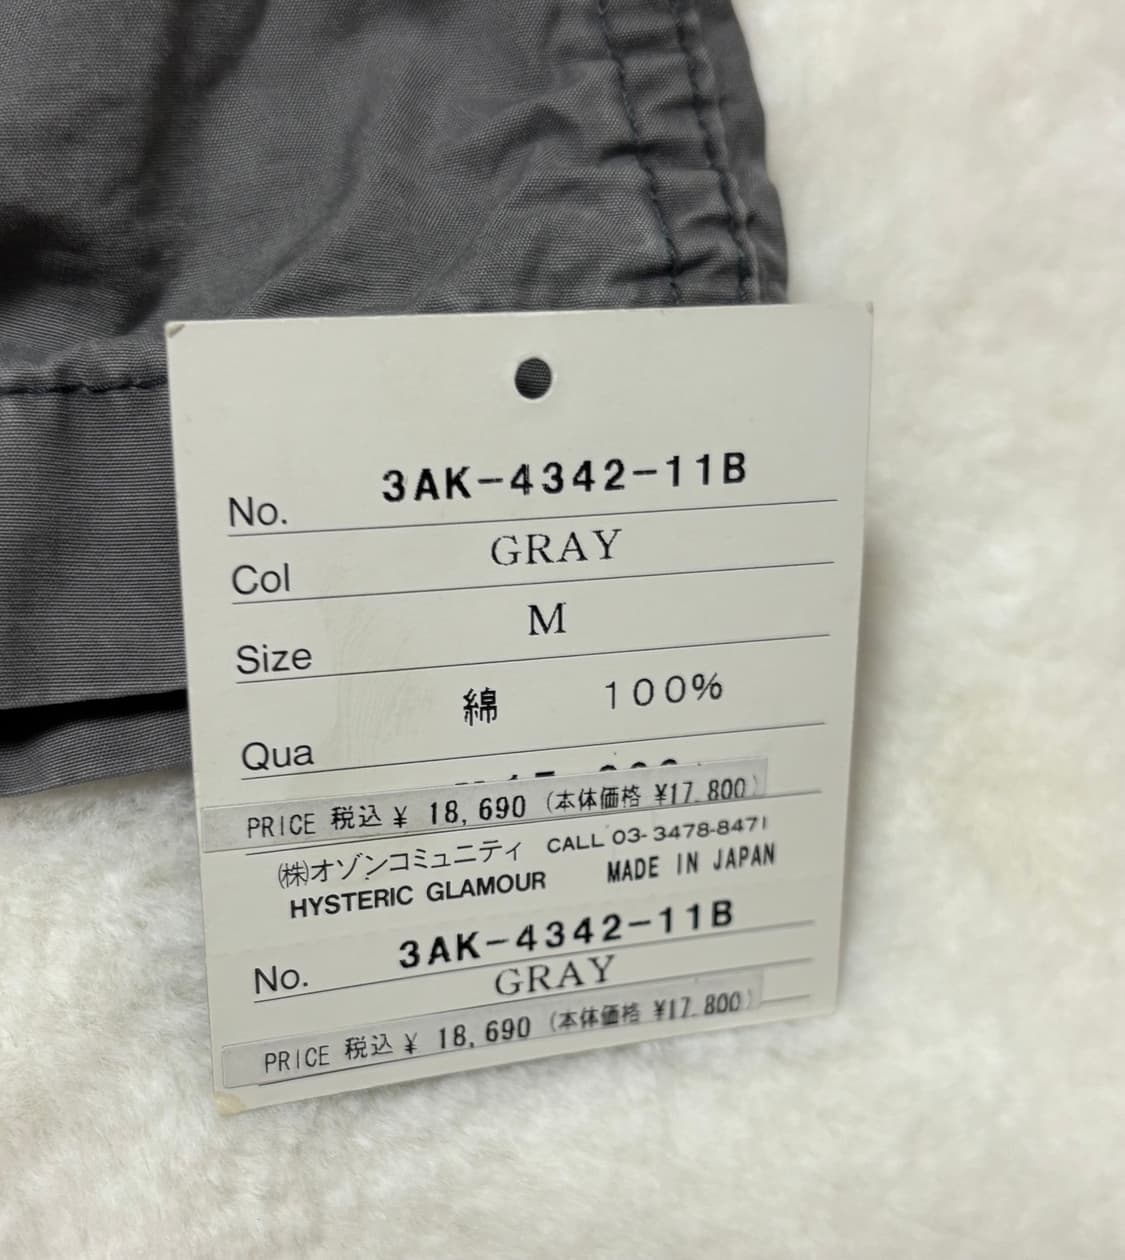 No. 3AK-4342-11B
Col GRAY
Size M
Qua 綿 100%
PRICE 税込 ¥ 18,690 (本体価格 ¥17,800)
㈱オゾンコミュニティ CALL 03-3478-8471
HYSTERIC GLAMOUR MADE IN JAPAN
No. 3AK-4342-11B
GRAY
PRICE 税込 ¥ 18,690 (本体価格 ¥17,800)